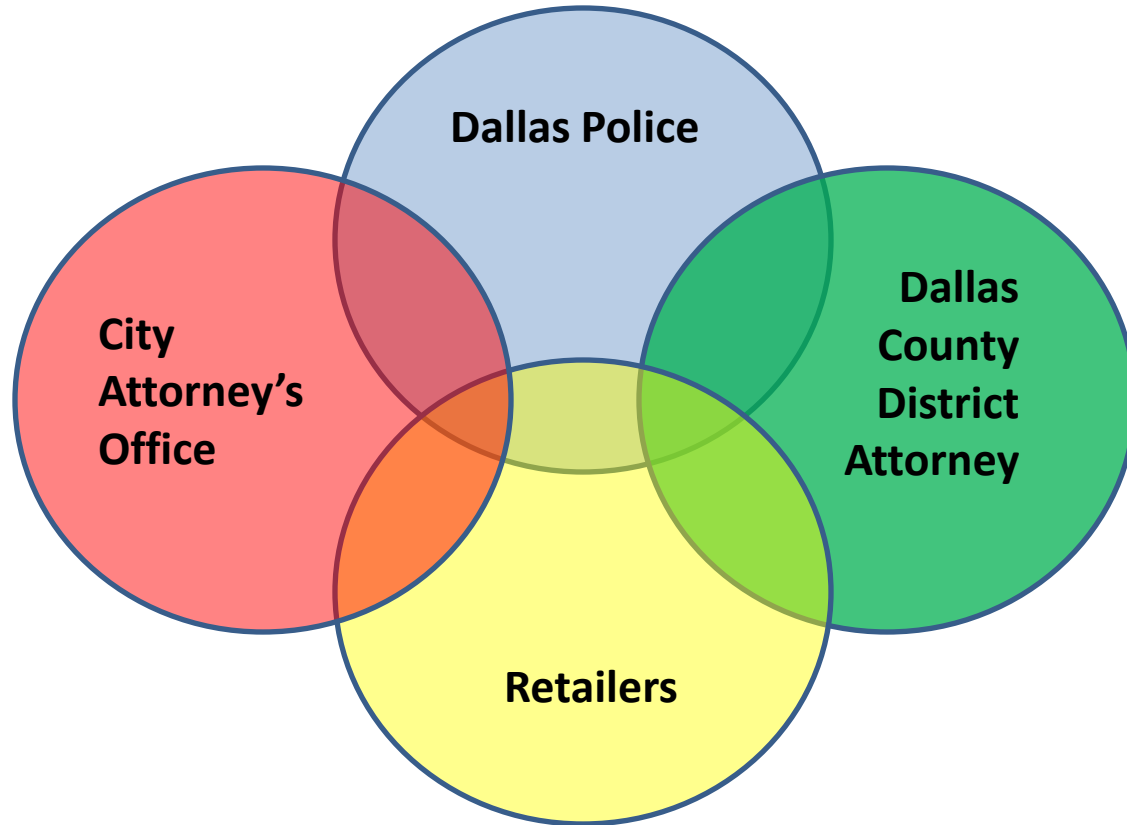 Dallas Police
City
Attorney’s
Office
Dallas
County
District
Attorney
Retailers